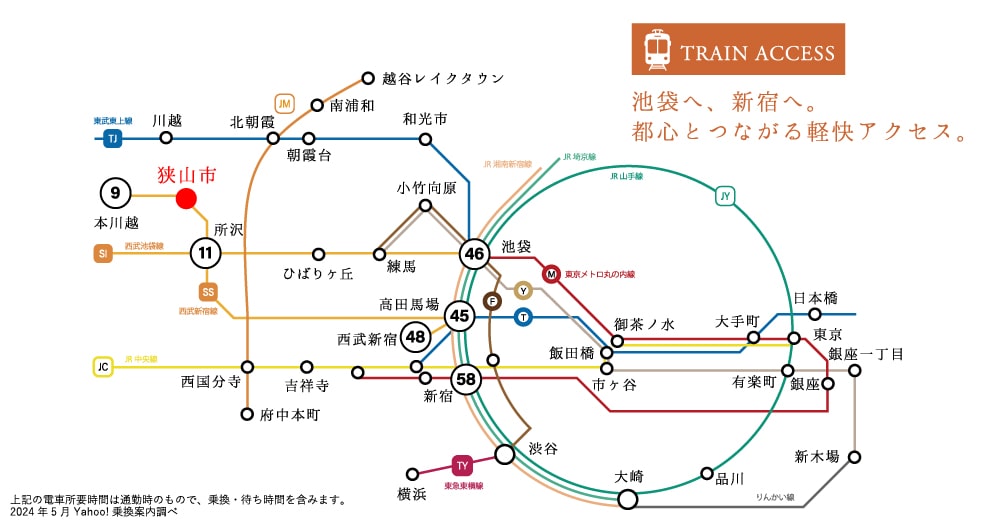 TRAIN ACCESS
池袋へ、新宿へ。
都心とつながる軽快アクセス。
越谷レイクタウン
JM
南浦和
東武東上線
TJ
川越
北朝霞
朝霞台
和光市
JR 湘南新宿線
JR 埼京線
JR 山手線
JY
狭山市
9
本川越
小竹向原
所沢
SI
西武池袋線
11
ひばりヶ丘
練馬
46
池袋
M
東京メトロ丸の内線
SS
西武新宿線
Y
F
T
高田馬場
45
西武新宿
48
日本橋
御茶ノ水
大手町
東京
飯田橋
銀座一丁目
JC
JR 中央線
西国分寺
吉祥寺
新宿
58
市ヶ谷
有楽町
銀座
府中本町
渋谷
TY
東急東横線
横浜
大崎
品川
新木場
りんかい線
上記の電車所要時間は通勤時のもので、乗換・待ち時間を含みます。
2024年5月Yahoo!乗換案内調べ